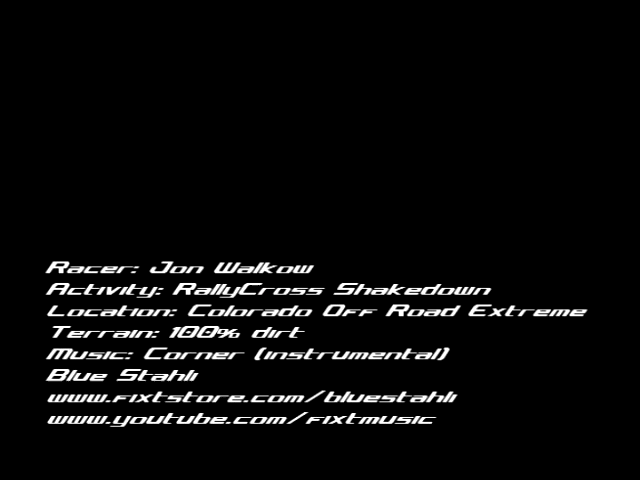 Racer: Jon Walkow
Activity: RallyCross Shakedown
Location: Colorado Off Road Extreme
Terrain: 100% dirt
Music: Corner (instrumental)
Blue Stahli
www.fixtstore.com/bluestahli
www.youtube.com/fixtmusic